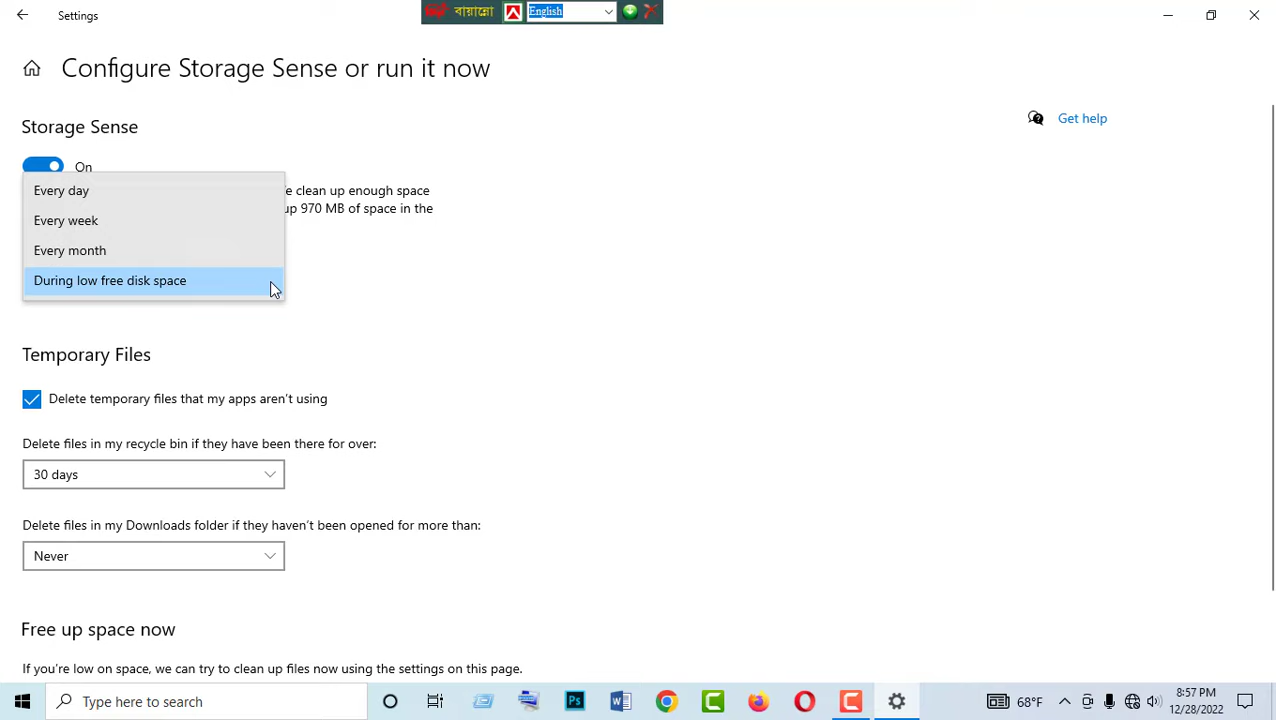 Settings
বায়ান্নো
English
Configure Storage Sense or run it now
Storage Sense
Get help
On
Every day
e clean up enough space
up 970 MB of space in the
Every week
Every month
During low free disk space
Temporary Files
Delete temporary files that my apps aren't using
Delete files in my recycle bin if they have been there for over:
30 days
Delete files in my Downloads folder if they haven't been opened for more than:
Never
Free up space now
If you're low on space, we can try to clean up files now using the settings on this page.
Type here to search
Ps
68°F
8:57 PM
12/28/2022